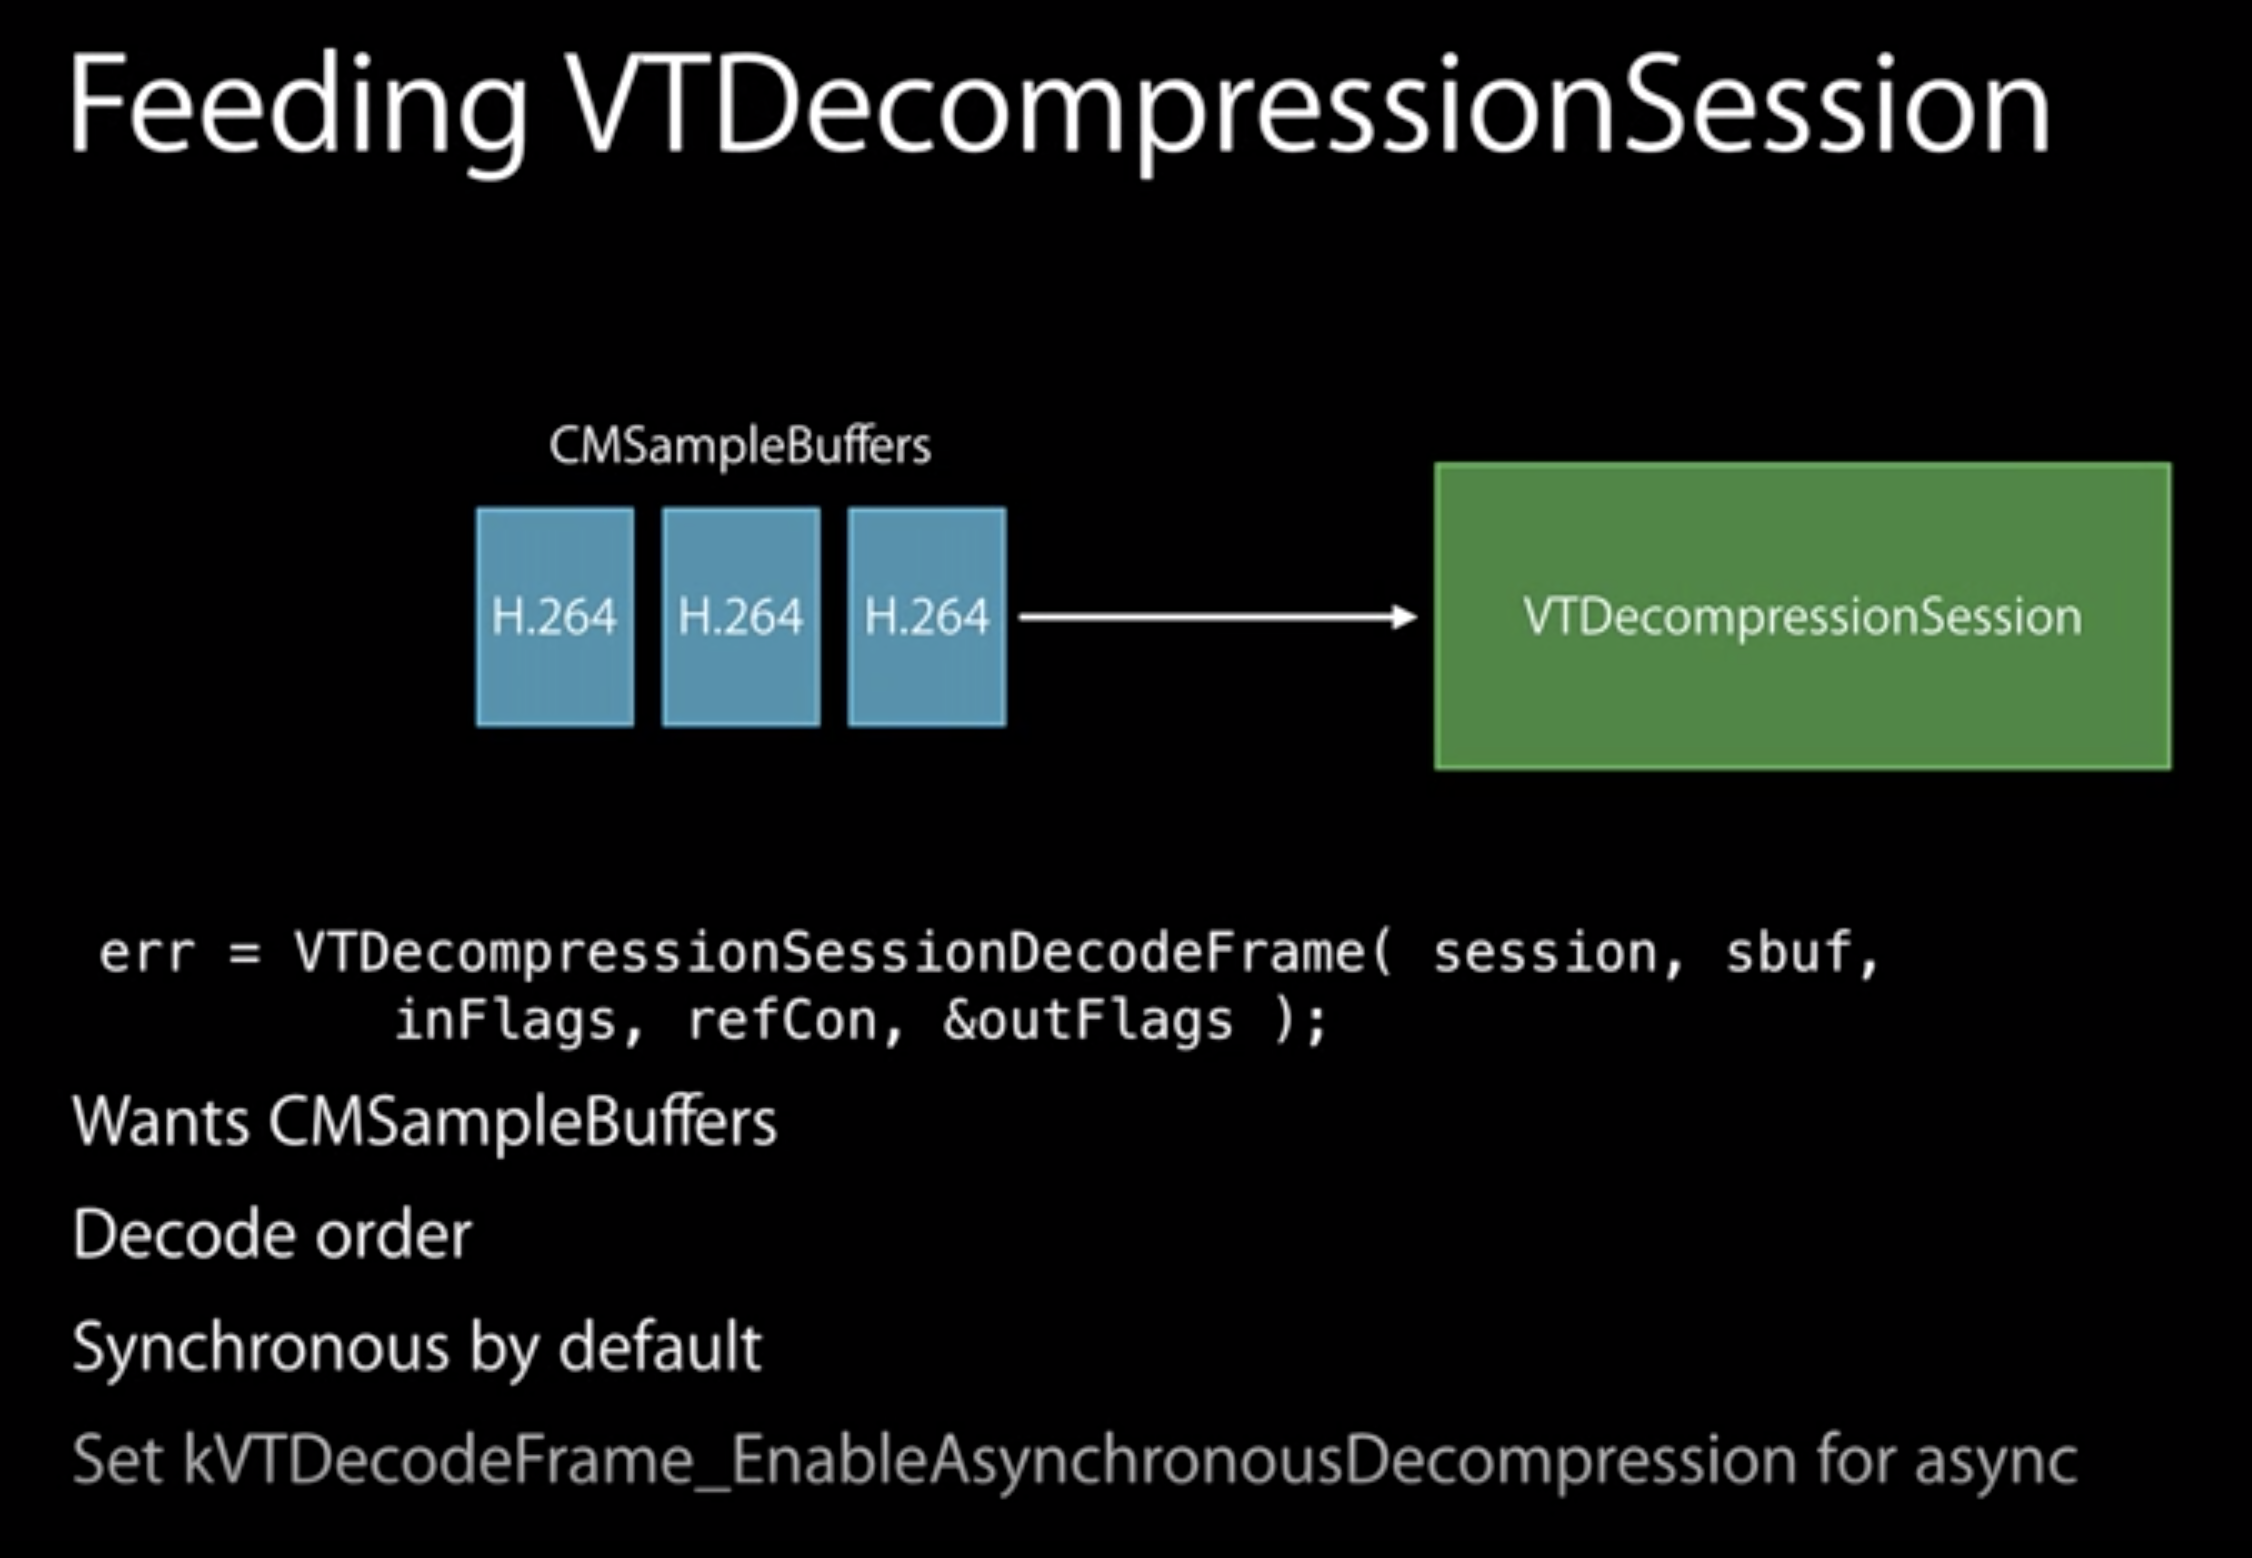 Feeding VTDecompressionSession
CMSampleBuffers
H.264 H.264 H.264
VTDecompressionSession
err = VTDecompressionSessionDecodeFrame( session, sbuf,
inFlags, refCon, &outFlags );
Wants CMSampleBuffers
Decode order
Synchronous by default
Set kVTDecodeFrame_EnableAsynchronousDecompression for async